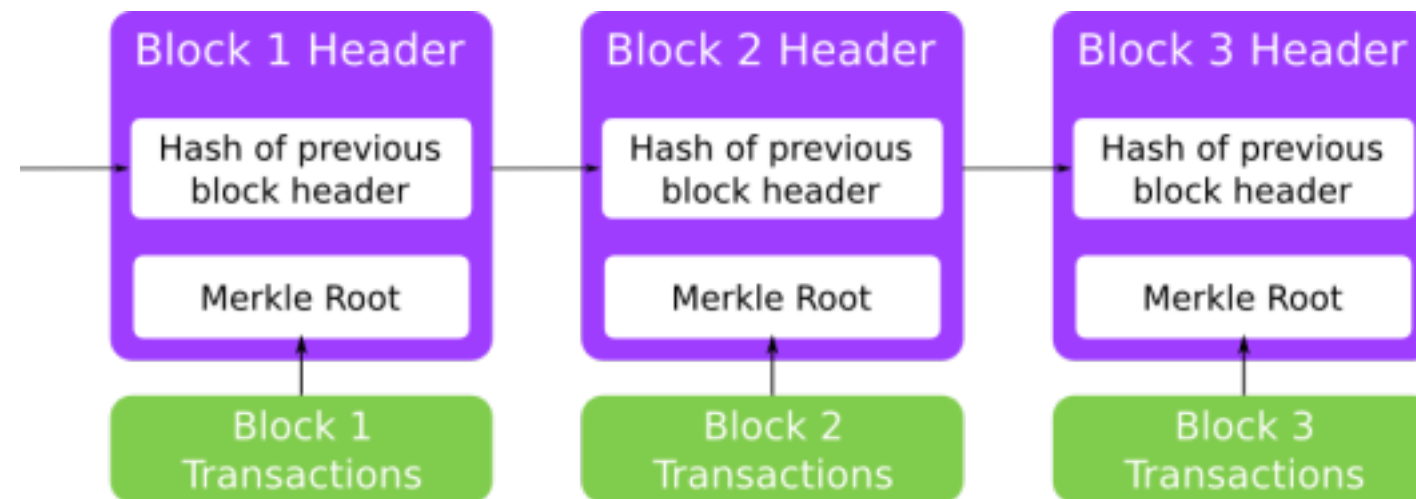 Block 1 Header
Hash of previous
block header
Merkle Root
Block 1
Transactions
Block 2 Header
Hash of previous
block header
Merkle Root
Block 2
Transactions
Block 3 Header
Hash of previous
block header
Merkle Root
Block 3
Transactions